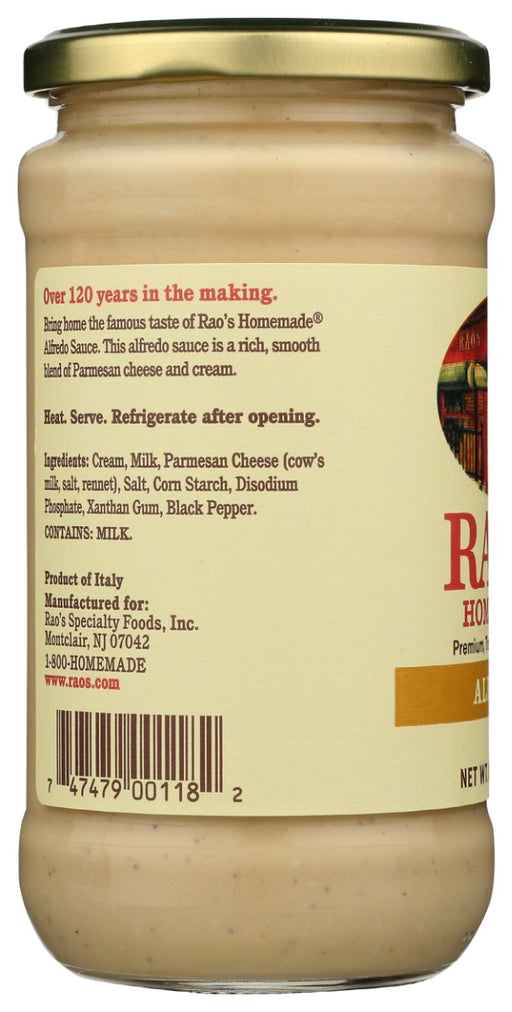 Over 120 years in the making.
Bring home the famous taste of Rao's Homemade®
Alfredo Sauce. This alfredo sauce is a rich, smooth
blend of Parmesan cheese and cream.
Heat. Serve. Refrigerate after opening.
Ingredients: Cream, Milk, Parmesan Cheese (cow's
milk, salt, rennet), Salt, Corn Starch, Disodium
Phosphate, Xanthan Gum, Black Pepper.
CONTAINS: MILK.
Product of Italy
Manufactured for:
Rao's Specialty Foods, Inc.
Montclair, NJ 07042
1-800-HOMEMADE
www.raos.com
7 47479 00118 2
RAO'S
RA
HOM
Premium,
AL
NET WT